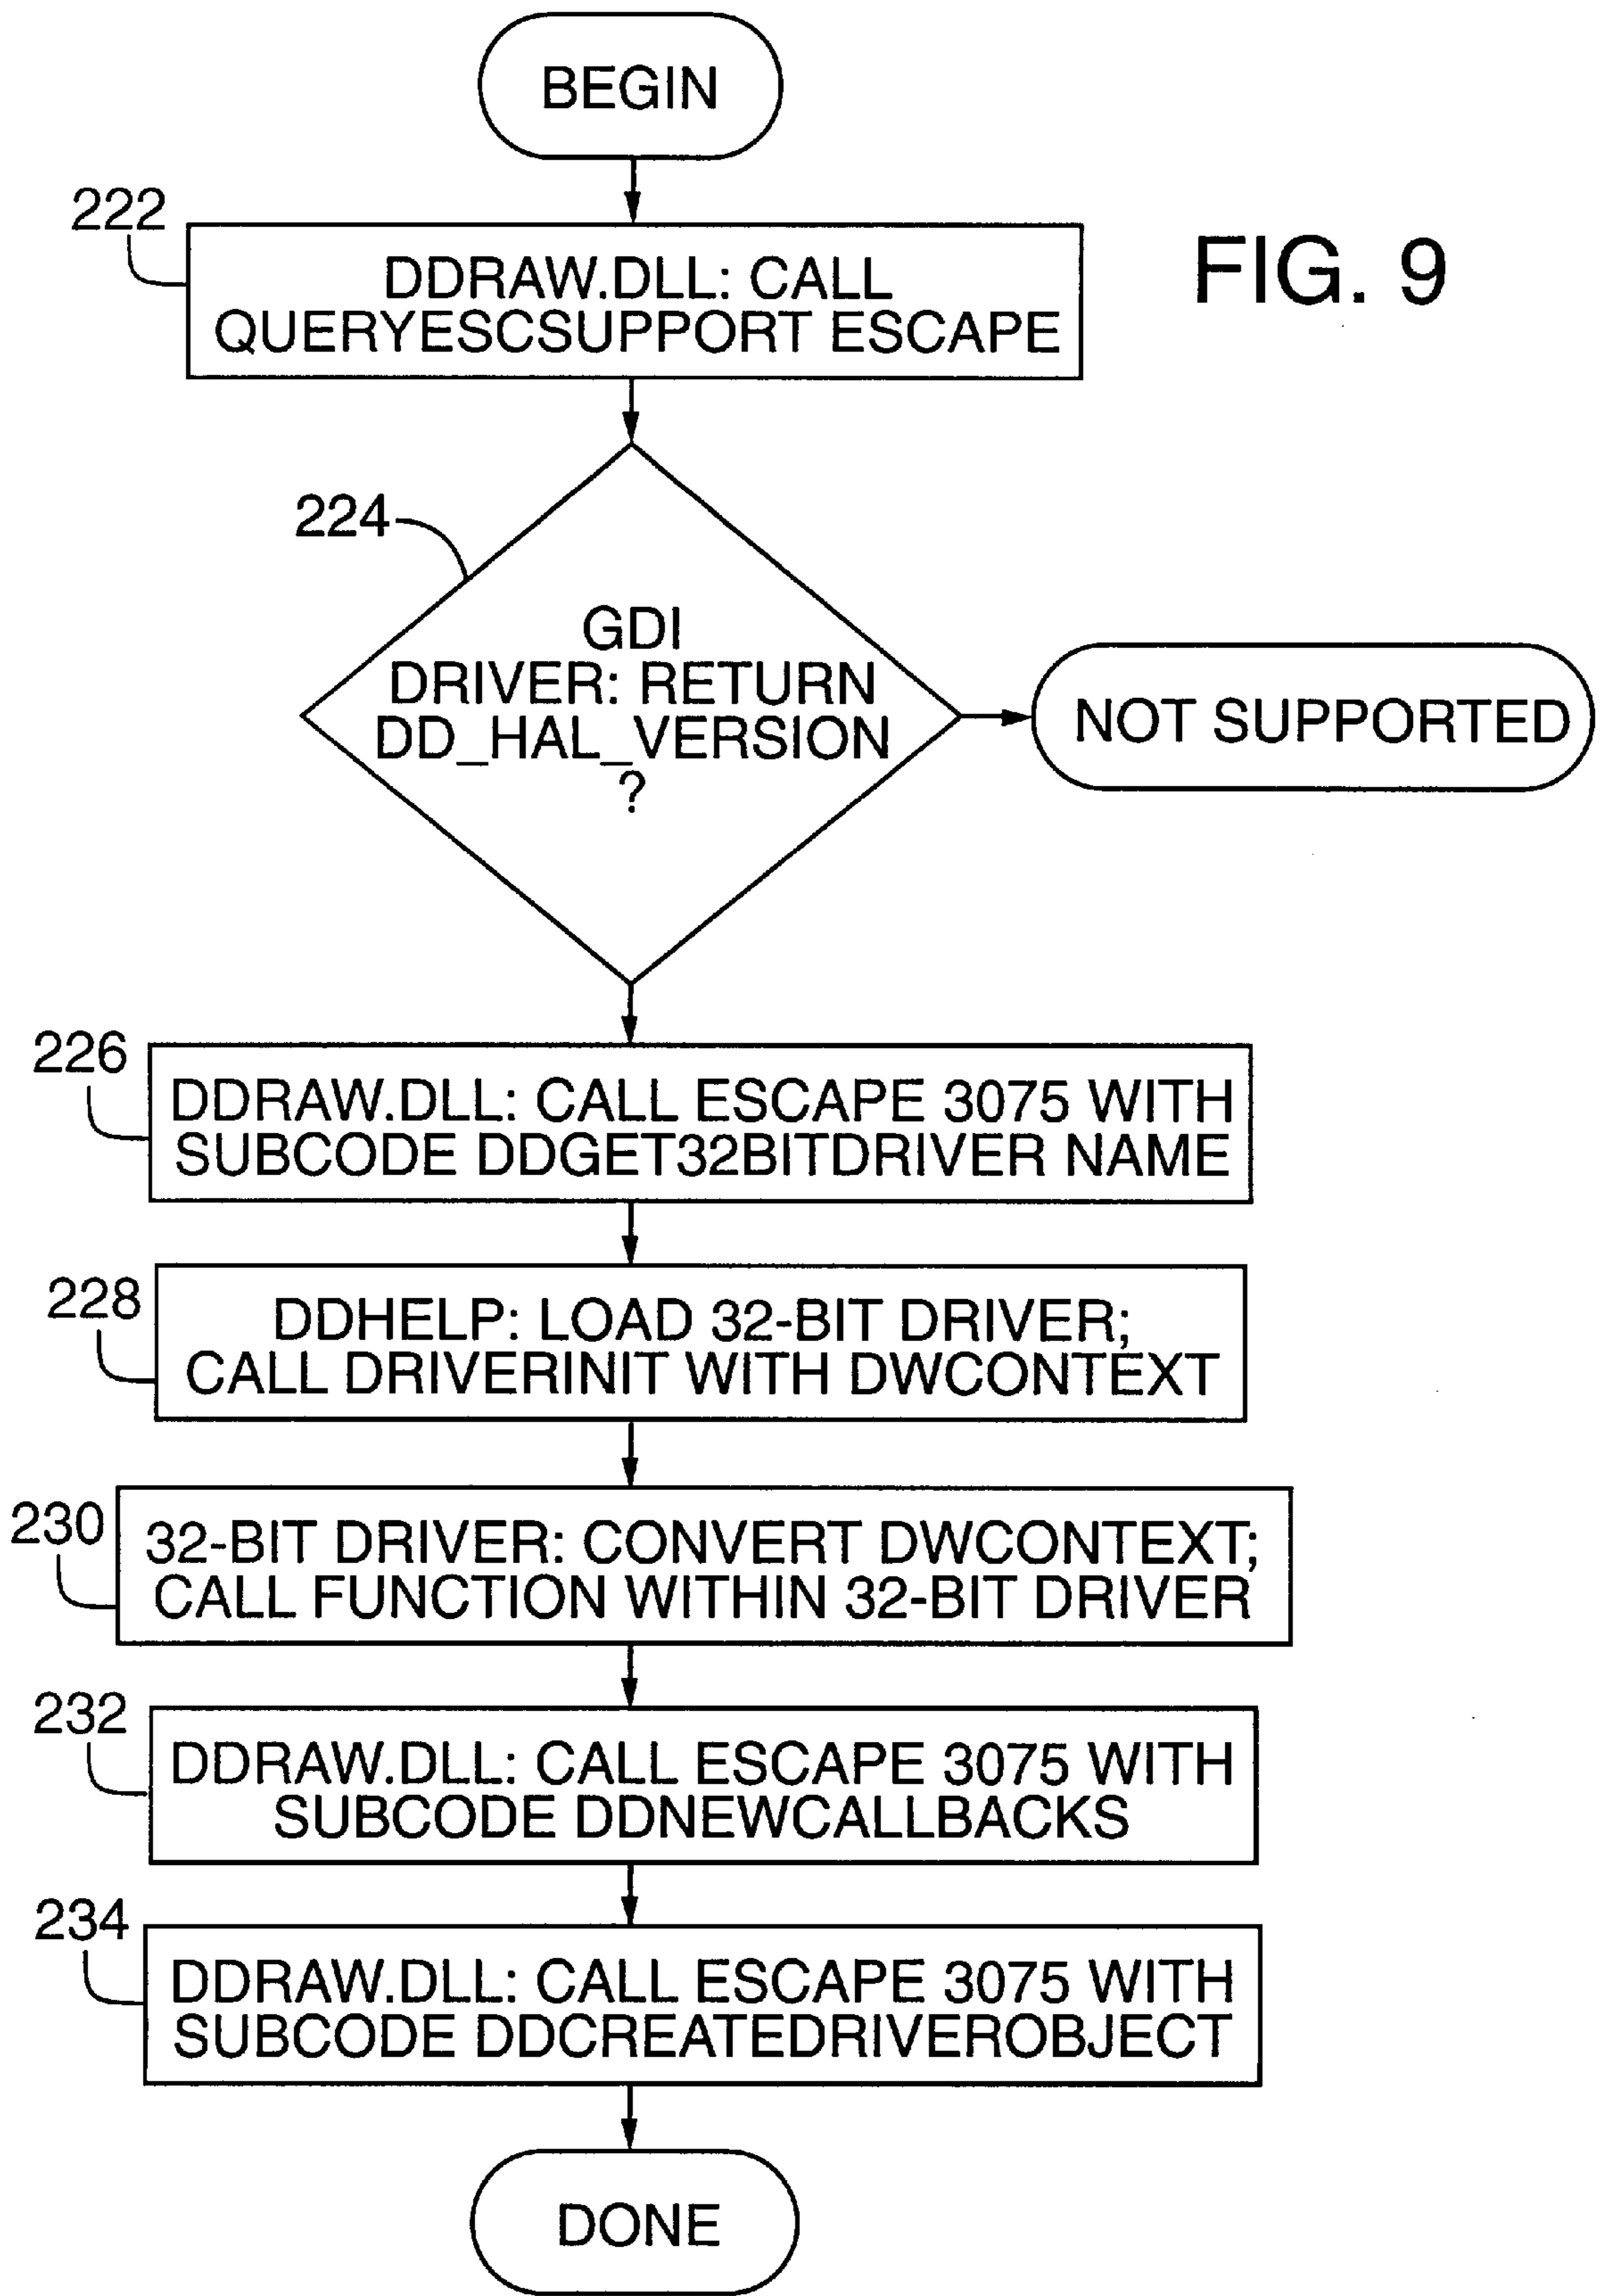 BEGIN
222
DDRAW.DLL: CALL
QUERYESCSUPPORT ESCAPE
FIG. 9
224
GDI
DRIVER: RETURN
DD_HAL_VERSION
?
NOT SUPPORTED
226
DDRAW.DLL: CALL ESCAPE 3075 WITH
SUBCODE DDGET32BITDRIVER NAME
228
DDHELP: LOAD 32-BIT DRIVER;
CALL DRIVERINIT WITH DWCONTEXT
230
32-BIT DRIVER: CONVERT DWCONTEXT;
CALL FUNCTION WITHIN 32-BIT DRIVER
232
DDRAW.DLL: CALL ESCAPE 3075 WITH
SUBCODE DDNEWCALLBACKS
234
DDRAW.DLL: CALL ESCAPE 3075 WITH
SUBCODE DDCREATEDRIVEROBJECT
DONE